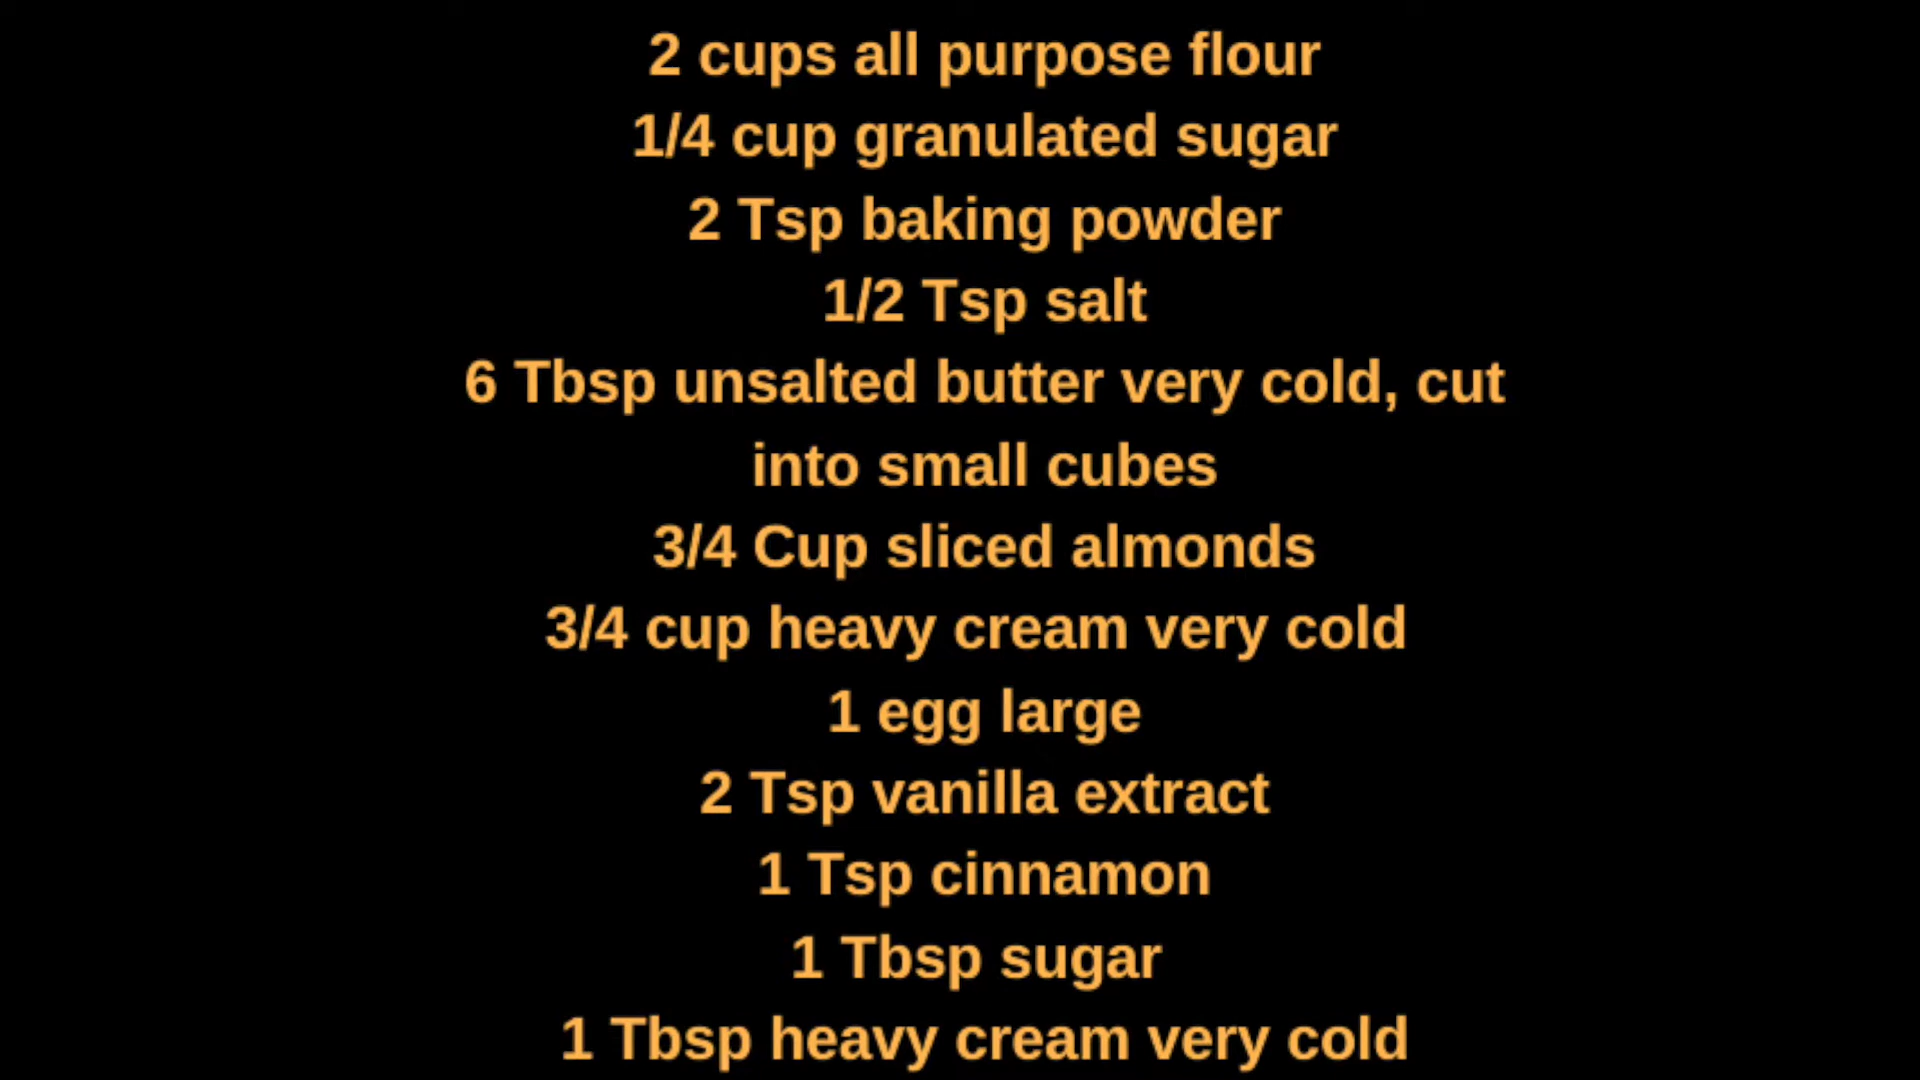 2 cups all purpose flour
1/4 cup granulated sugar
2 Tsp baking powder
1/2 Tsp salt
6 Tbsp unsalted butter very cold, cut
into small cubes
3/4 Cup sliced almonds
3/4 cup heavy cream very cold
1 egg large
2 Tsp vanilla extract
1 Tsp cinnamon
1 Tbsp sugar
1 Tbsp heavy cream very cold